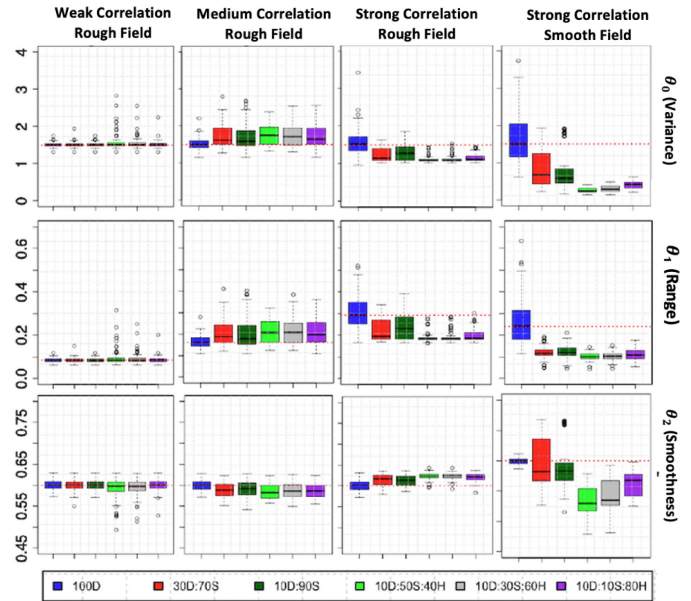 Weak Correlation
Rough Field
Medium Correlation
Rough Field
Strong Correlation
Rough Field
Strong Correlation
Smooth Field
4
3
2
1
0
θ₀ (Variance)
0.6
0.4
0.2
0.0
θ₁ (Range)
0.75
0.65
0.55
0.45
θ₂ (Smoothness)
100D
30D:70S
10D:90S
10D:50S:40H
10D:30S:60H
10D:10S:80H